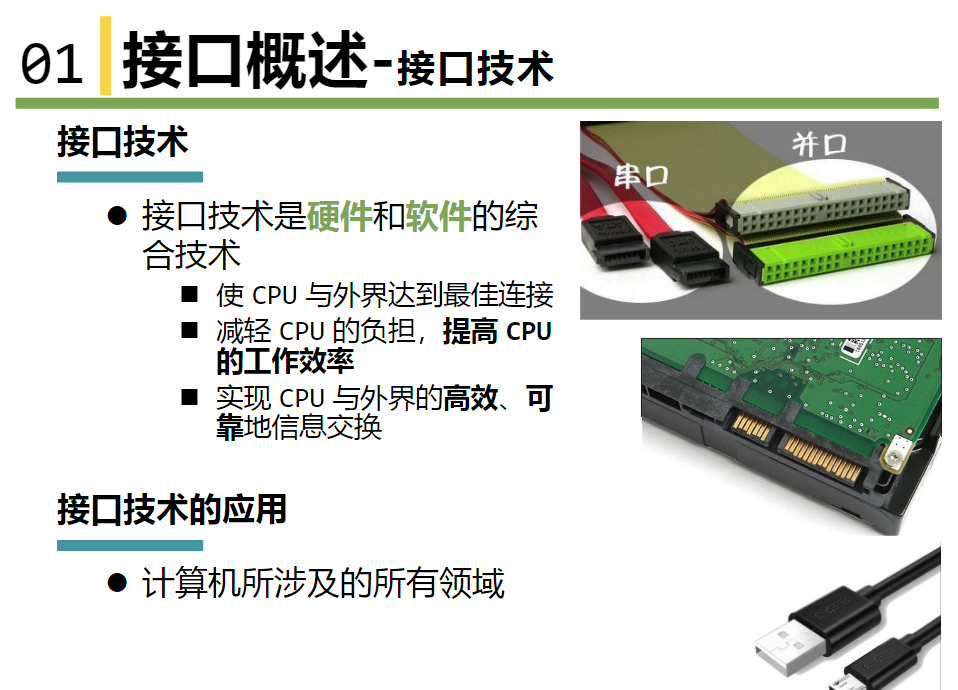 01 接口概述-接口技术
接口技术
● 接口技术是硬件和软件的综
合技术
■ 使 CPU 与外界达到最佳连接
■ 减轻 CPU 的负担，提高 CPU
的工作效率
■ 实现 CPU 与外界的高效、可
靠地信息交换
接口技术的应用
● 计算机所涉及的所有领域
串口
并口